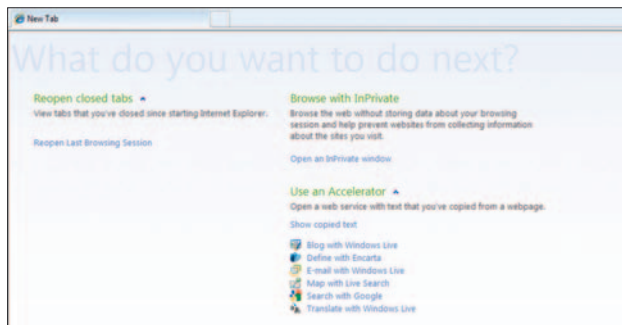 New Tab
What do you want to do next?
Reopen closed tabs
View tabs that you've closed since starting Internet Explorer.
Reopen Last Browsing Session
Browse with InPrivate
Browse the web without storing data about your browsing
session and help prevent websites from collecting information
about the sites you visit.
Open an InPrivate window
Use an Accelerator
Open a web service with text that you've copied from a webpage.
Show copied text
Blog with Windows Live
Define with Encarta
E-mail with Windows Live
Map with Live Search
Search with Google
Translate with Windows Live